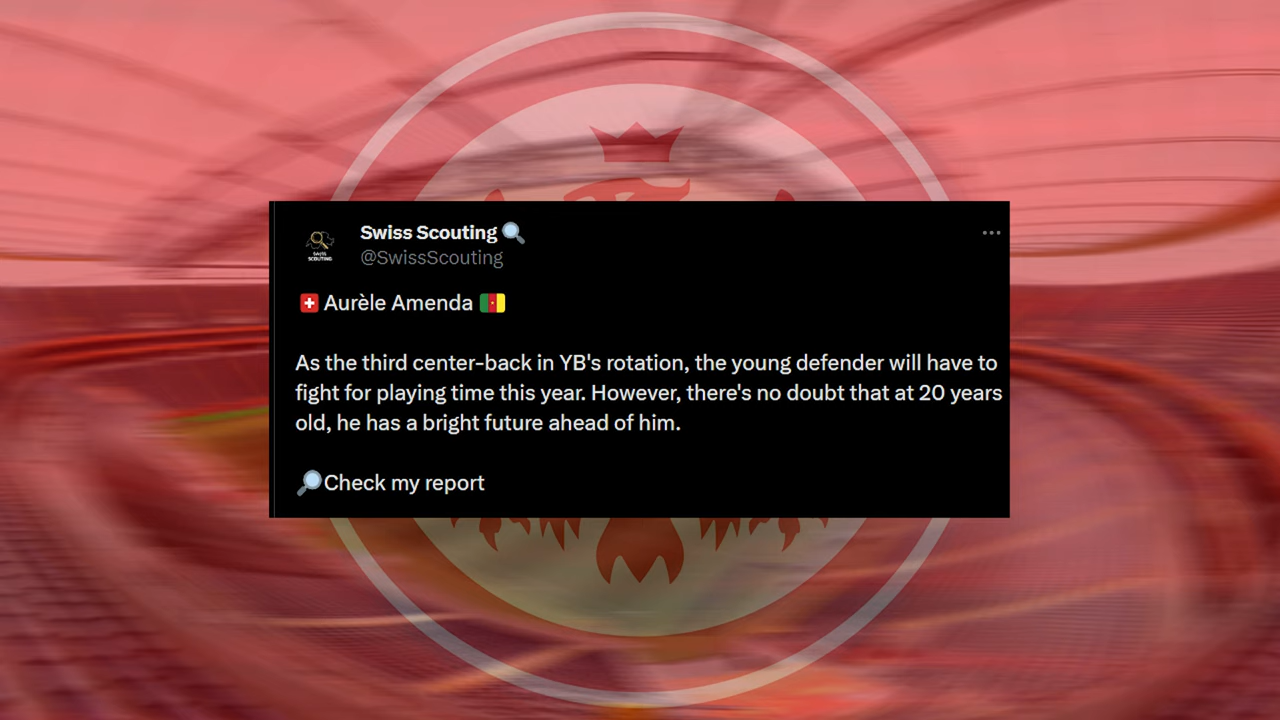 Swiss Scouting 🔍
@SwissScouting
🇨🇭 Aurèle Amenda 🇨🇲
As the third center-back in YB's rotation, the young defender will have to
fight for playing time this year. However, there's no doubt that at 20 years
old, he has a bright future ahead of him.
🔎Check my report
SWISS
SCOUTING